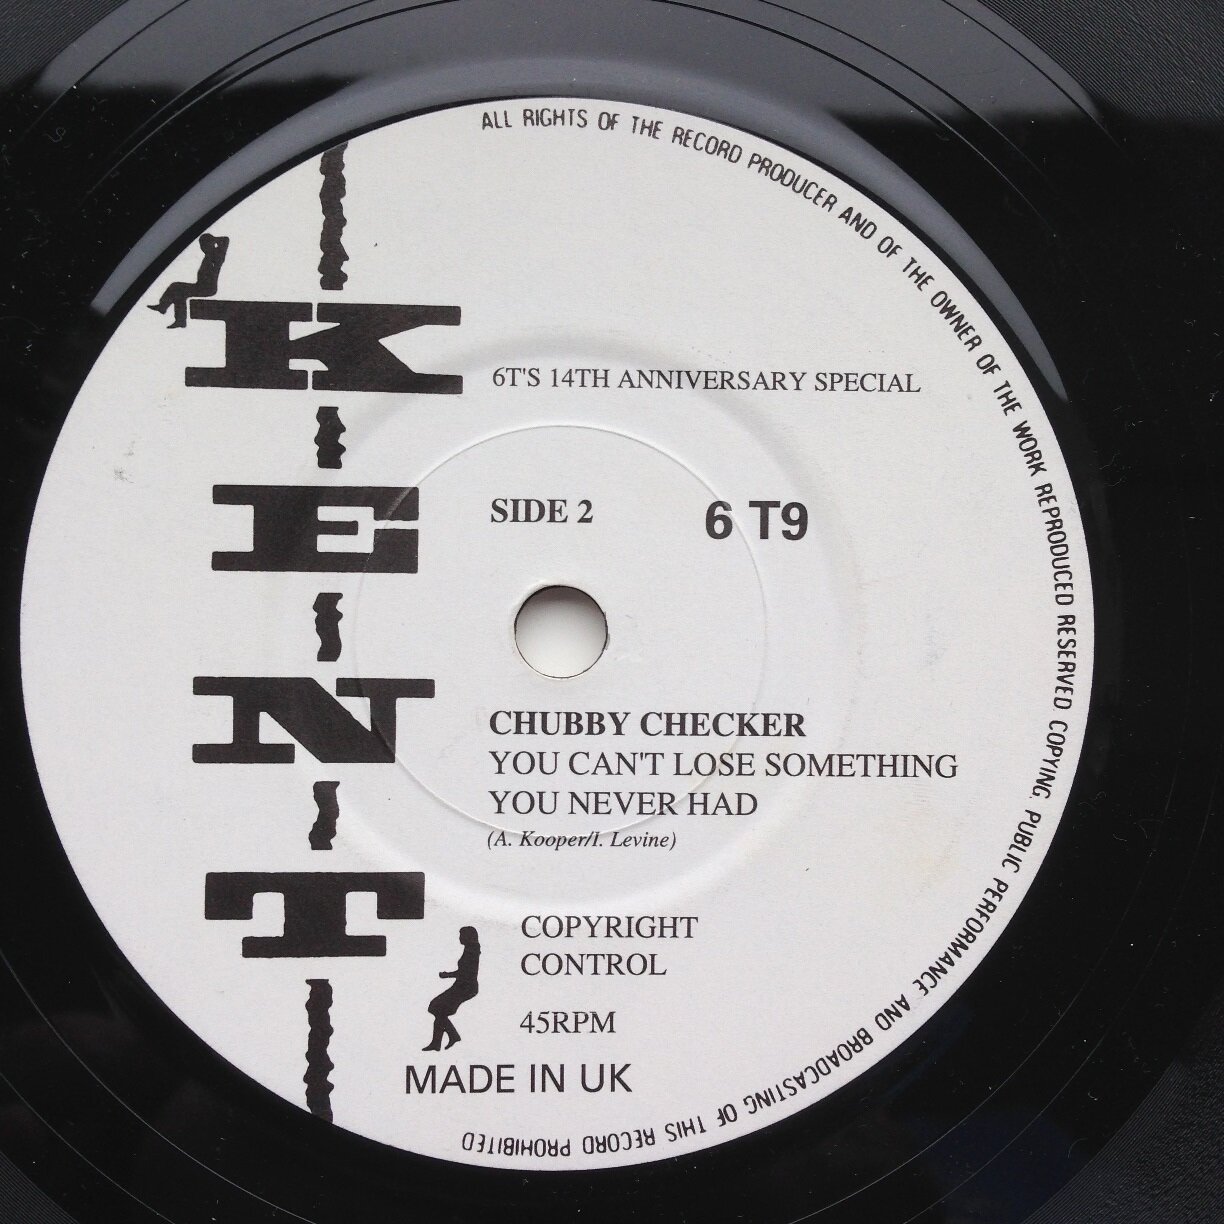 ALL RIGHTS OF THE RECORD PRODUCER AND OF THE OWNER OF THE WORK REPRODUCED RESERVED COPYING, PUBLIC PERFORMANCE AND BROADCASTING OF THIS RECORD PROHIBITED
KENT
6T'S 14TH ANNIVERSARY SPECIAL
SIDE 2 6 T9
CHUBBY CHECKER
YOU CAN'T LOSE SOMETHING
YOU NEVER HAD
(A. Kooper/I. Levine)
COPYRIGHT
CONTROL
45RPM
MADE IN UK